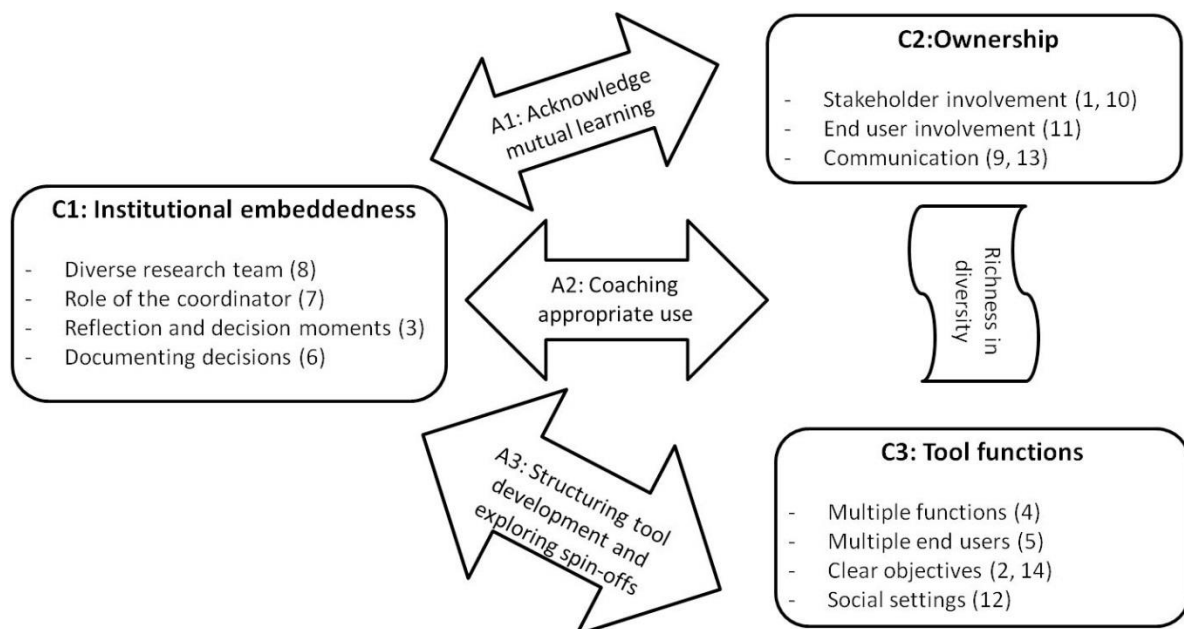 C1: Institutional embeddedness
- Diverse research team (8)
- Role of the coordinator (7)
- Reflection and decision moments (3)
- Documenting decisions (6)
A1: Acknowledge
mutual learning
A2: Coaching
appropriate use
A3: Structuring tool
development and
exploring spin-offs
C2:Ownership
- Stakeholder involvement (1, 10)
- End user involvement (11)
- Communication (9, 13)
Richness in
diversity
C3: Tool functions
- Multiple functions (4)
- Multiple end users (5)
- Clear objectives (2, 14)
- Social settings (12)